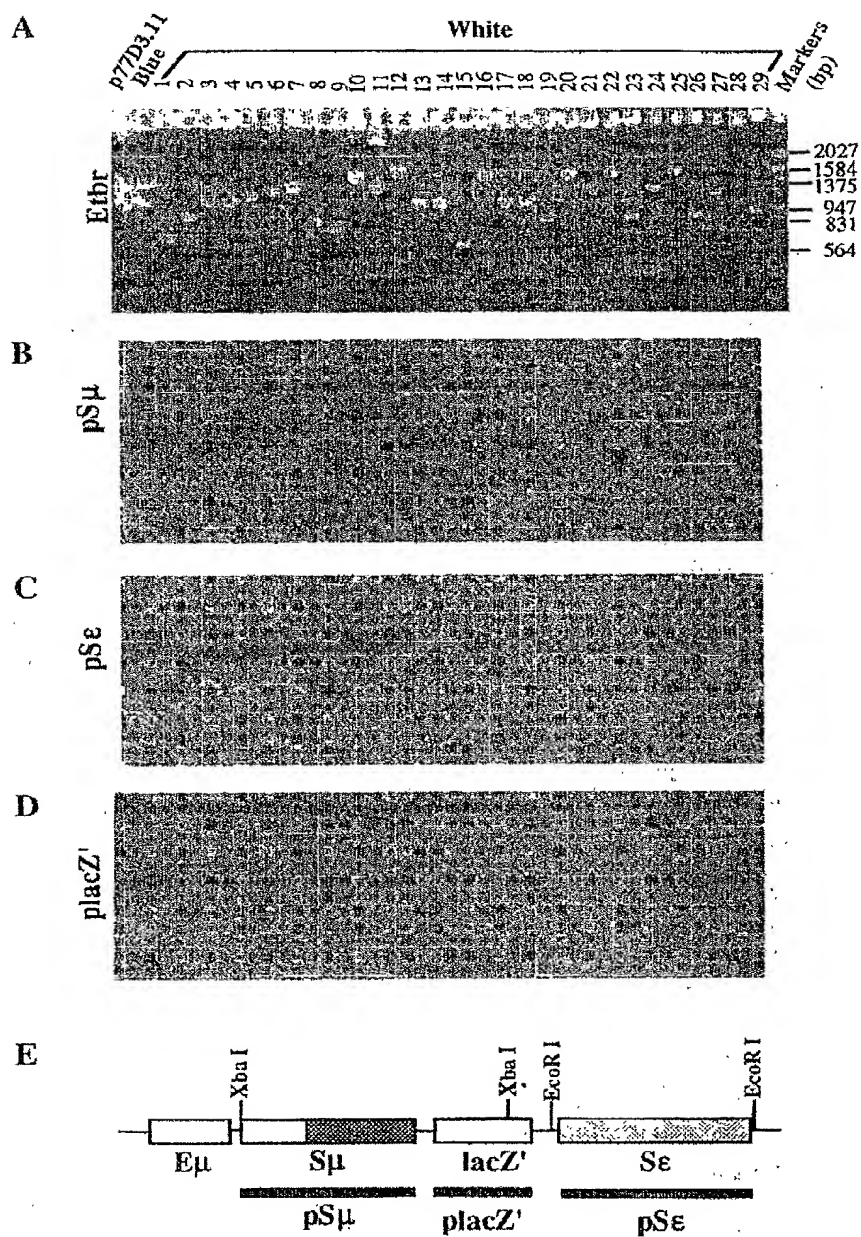 A
White
p77D3.11
Blue
1 2 3 4 5 6 7 8 9 10 11 12 13 14 15 16 17 18 19 20 21 22 23 24 25 26 27 28 29
Markers
(bp)
Etbr
2027
1584
1375
947
831
564
B
pSµ
C
pSε
D
placZ'
E
Xba I
Xba I
EcoR I
EcoR I
Eµ Sµ lacZ' Sε
pSµ placZ' pSε